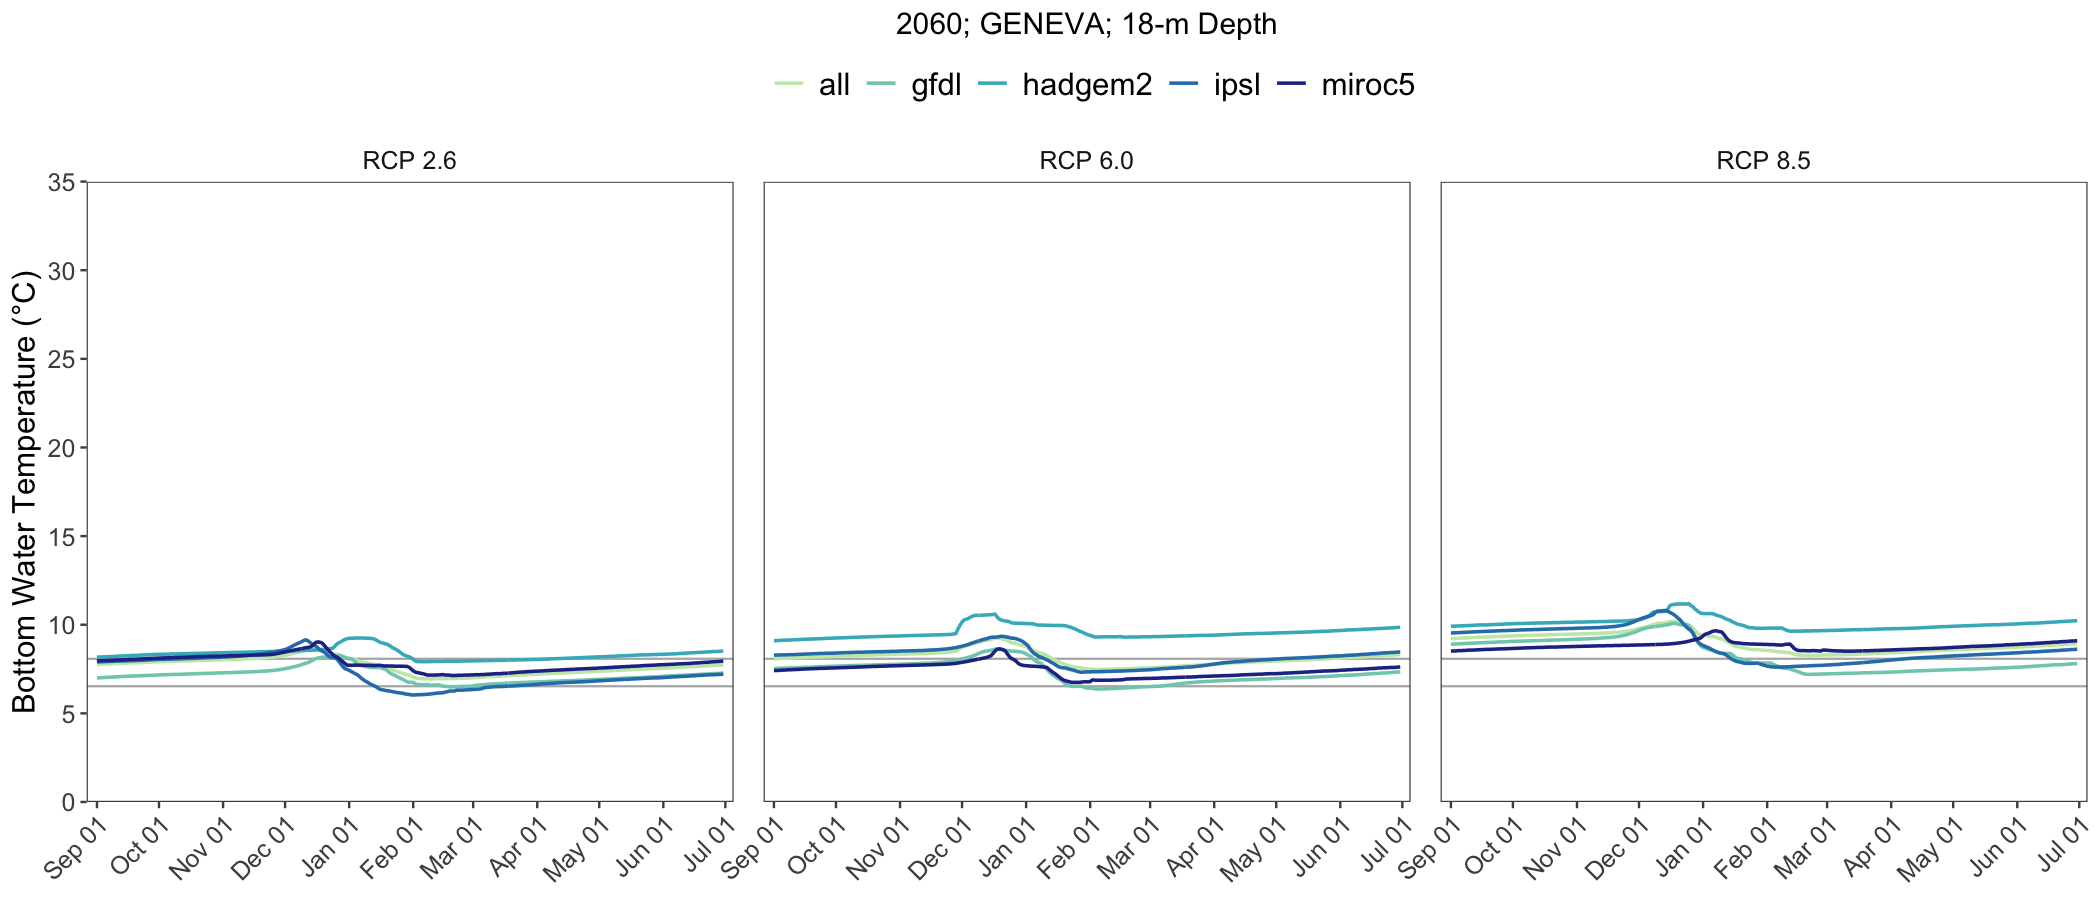 2060; GENEVA; 18-m Depth
all gfdl hadgem2 ipsl miroc5
RCP 2.6 RCP 6.0 RCP 8.5
Bottom Water Temperature (°C)
35
30
25
20
15
10
5
0
Sep 01 Oct 01 Nov 01 Dec 01 Jan 01 Feb 01 Mar 01 Apr 01 May 01 Jun 01 Jul 01
Sep 01 Oct 01 Nov 01 Dec 01 Jan 01 Feb 01 Mar 01 Apr 01 May 01 Jun 01 Jul 01
Sep 01 Oct 01 Nov 01 Dec 01 Jan 01 Feb 01 Mar 01 Apr 01 May 01 Jun 01 Jul 01